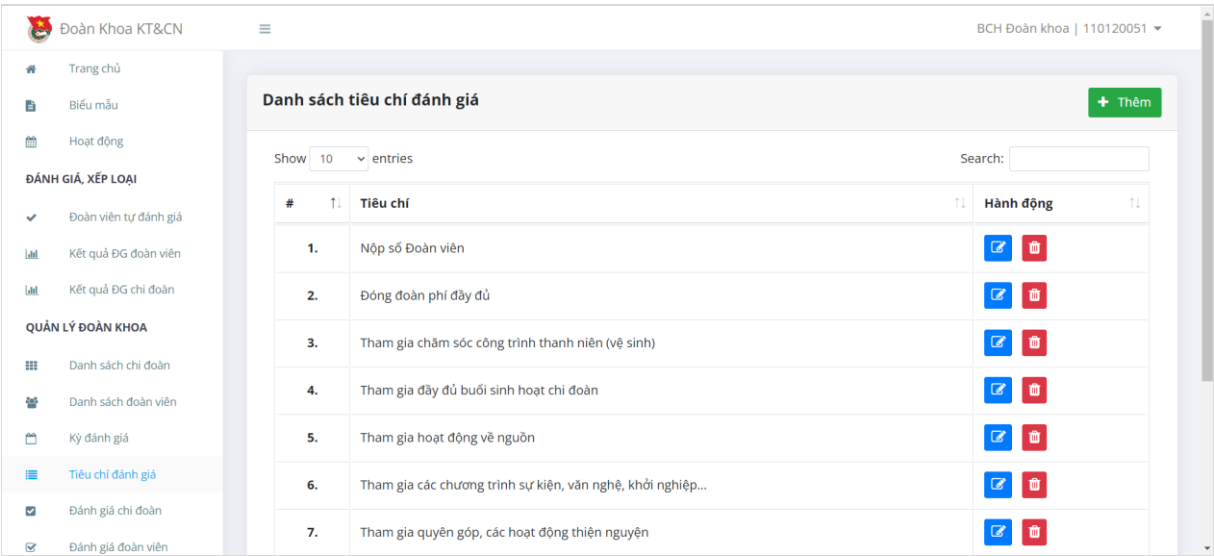 Đoàn Khoa KT&CN
BCH Đoàn khoa | 110120051
Trang chủ
Biểu mẫu
Hoạt động
ĐÁNH GIÁ, XẾP LOẠI
Đoàn viên tự đánh giá
Kết quả ĐG đoàn viên
Kết quả ĐG chi đoàn
QUẢN LÝ ĐOÀN KHOA
Danh sách chi đoàn
Danh sách đoàn viên
Kỳ đánh giá
Tiêu chí đánh giá
Đánh giá chi đoàn
Đánh giá đoàn viên
Danh sách tiêu chí đánh giá
Thêm
Show 10 entries
Search:
# Tiêu chí Hành động
1. Nộp sổ Đoàn viên
2. Đóng đoàn phí đầy đủ
3. Tham gia chăm sóc công trình thanh niên (vệ sinh)
4. Tham gia đầy đủ buổi sinh hoạt chi đoàn
5. Tham gia hoạt động về nguồn
6. Tham gia các chương trình sự kiện, văn nghệ, khởi nghiệp...
7. Tham gia quyên góp, các hoạt động thiện nguyện